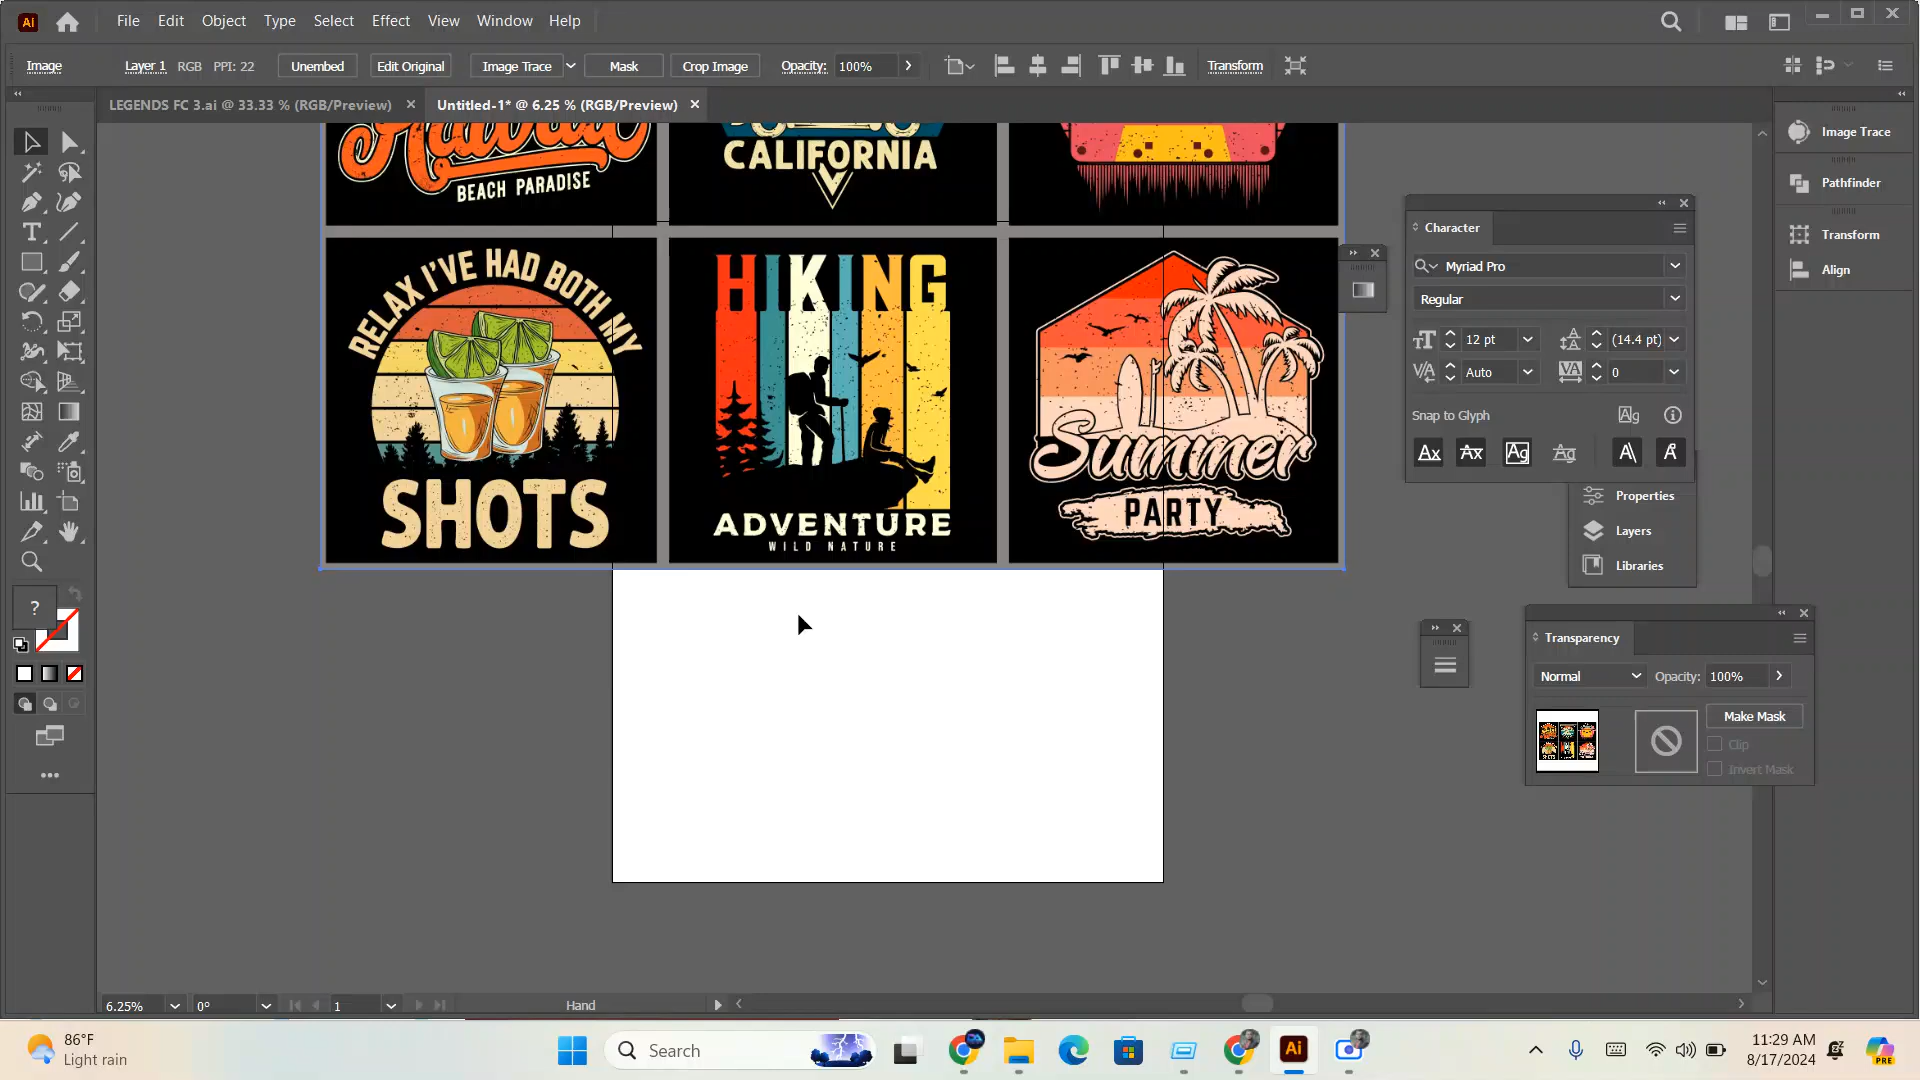 File Edit Object Type Select Effect View Window Help
Image Layer 1 RGB PPI: 22 Unembed Edit Original Image Trace Mask Crop Image Opacity: 100% Transform
LEGENDS FC 3.ai @ 33.33 % (RGB/Preview) Untitled-1* @ 6.25 % (RGB/Preview)
Image Trace
Pathfinder
Transform
Align
Hawaii
BEACH PARADISE
CALIFORNIA
RELAX I'VE HAD BOTH MY
SHOTS
HIKING
ADVENTURE
WILD NATURE
Summer
PARTY
Character
Myriad Pro
Regular
12 pt (14.4 pt)
Auto 0
Snap to Glyph
Properties
Layers
Libraries
Transparency
Normal Opacity: 100%
Make Mask
Clip
Invert Mask
6.25% 0° 1 Hand
86°F
Light rain
Search
11:29 AM
8/17/2024